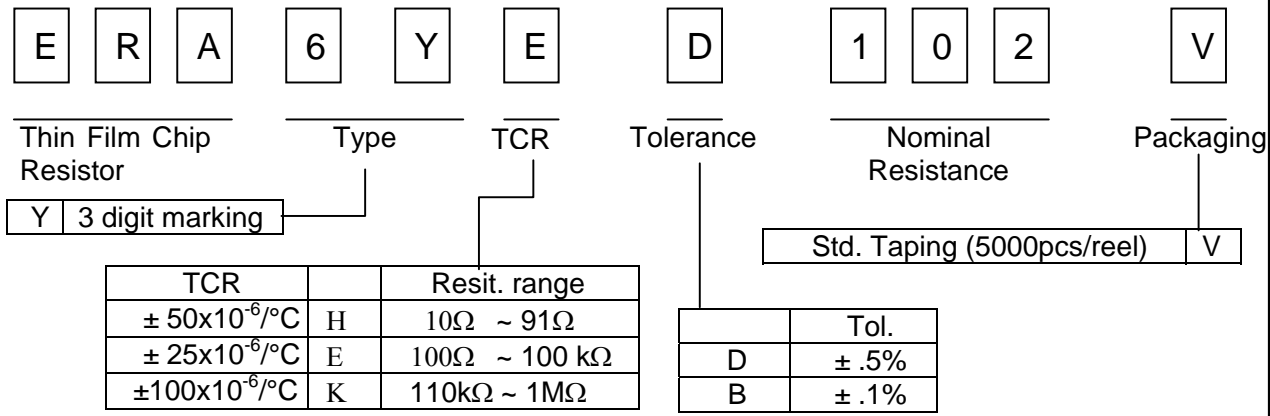 E R A 6 Y E D 1 0 2 V
Thin Film Chip Resistor Type TCR Tolerance Nominal Resistance Packaging
Y 3 digit marking
Std. Taping (5000pcs/reel) V
TCR Resit. range
± 50x10⁻⁶/°C H 10Ω ~ 91Ω
± 25x10⁻⁶/°C E 100Ω ~ 100 kΩ
±100x10⁻⁶/°C K 110kΩ ~ 1MΩ
Tol.
D ± .5%
B ± .1%